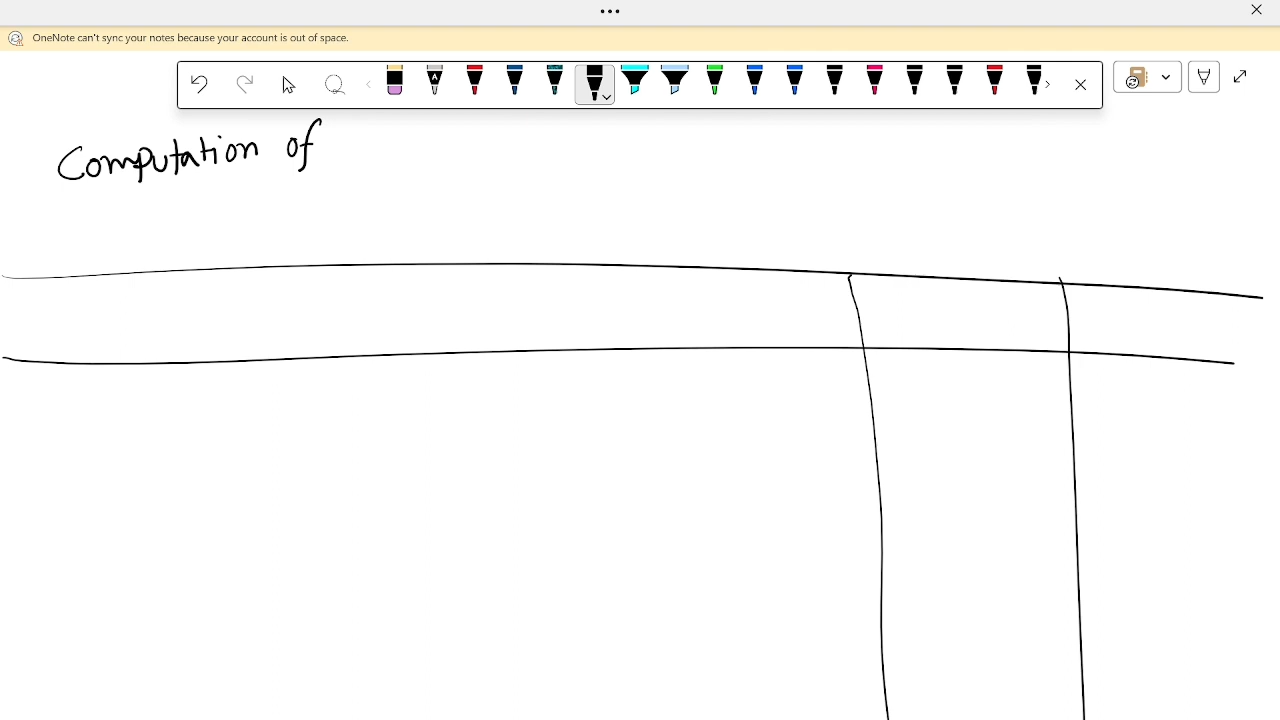 OneNote can't sync your notes because your account is out of space.
A
Computation of